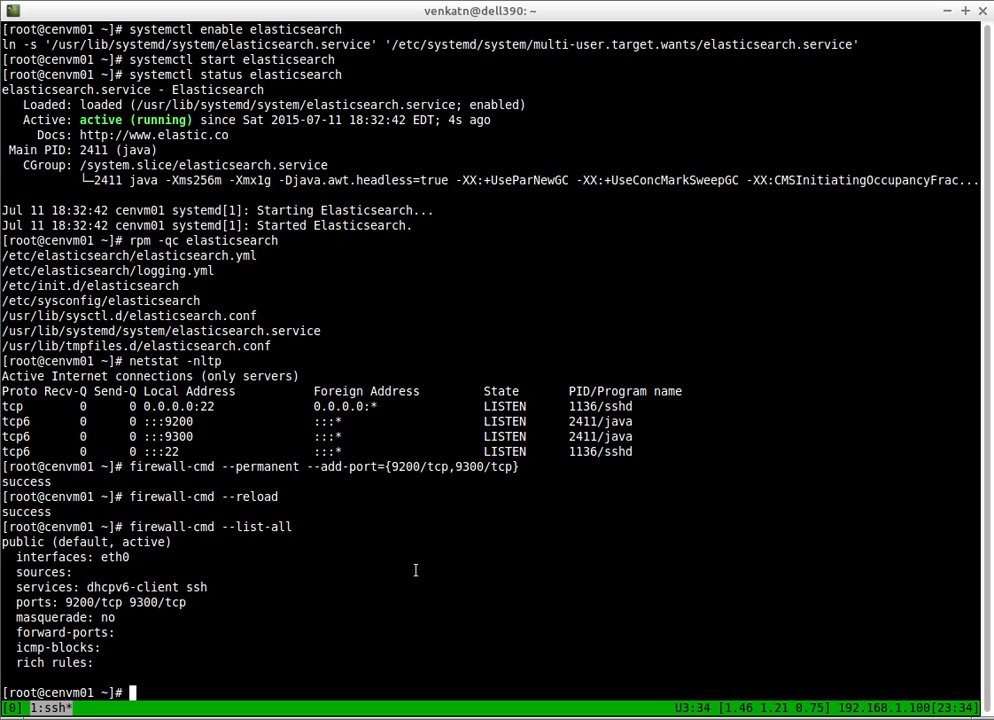 venkatn@dell390: ~
[root@cenvm01 ~]# systemctl enable elasticsearch
ln -s '/usr/lib/systemd/system/elasticsearch.service' '/etc/systemd/system/multi-user.target.wants/elasticsearch.service'
[root@cenvm01 ~]# systemctl start elasticsearch
[root@cenvm01 ~]# systemctl status elasticsearch
elasticsearch.service - Elasticsearch
   Loaded: loaded (/usr/lib/systemd/system/elasticsearch.service; enabled)
   Active: active (running) since Sat 2015-07-11 18:32:42 EDT; 4s ago
     Docs: http://www.elastic.co
 Main PID: 2411 (java)
   CGroup: /system.slice/elasticsearch.service
           └─2411 java -Xms256m -Xmx1g -Djava.awt.headless=true -XX:+UseParNewGC -XX:+UseConcMarkSweepGC -XX:CMSInitiatingOccupancyFrac...
Jul 11 18:32:42 cenvm01 systemd[1]: Starting Elasticsearch...
Jul 11 18:32:42 cenvm01 systemd[1]: Started Elasticsearch.
[root@cenvm01 ~]# rpm -qc elasticsearch
/etc/elasticsearch/elasticsearch.yml
/etc/elasticsearch/logging.yml
/etc/init.d/elasticsearch
/etc/sysconfig/elasticsearch
/usr/lib/sysctl.d/elasticsearch.conf
/usr/lib/systemd/system/elasticsearch.service
/usr/lib/tmpfiles.d/elasticsearch.conf
[root@cenvm01 ~]# netstat -nltp
Active Internet connections (only servers)
Proto Recv-Q Send-Q Local Address           Foreign Address         State       PID/Program name
tcp        0      0 0.0.0.0:22              0.0.0.0:*               LISTEN      1136/sshd
tcp6       0      0 :::9200                 :::*                    LISTEN      2411/java
tcp6       0      0 :::9300                 :::*                    LISTEN      2411/java
tcp6       0      0 :::22                   :::*                    LISTEN      1136/sshd
[root@cenvm01 ~]# firewall-cmd --permanent --add-port={9200/tcp,9300/tcp}
success
[root@cenvm01 ~]# firewall-cmd --reload
success
[root@cenvm01 ~]# firewall-cmd --list-all
public (default, active)
  interfaces: eth0
  sources:
  services: dhcpv6-client ssh
  ports: 9200/tcp 9300/tcp
  masquerade: no
  forward-ports:
  icmp-blocks:
  rich rules:
[root@cenvm01 ~]#
[0] 1:ssh* U3:34 [1.46 1.21 0.75] 192.168.1.100[23:34]